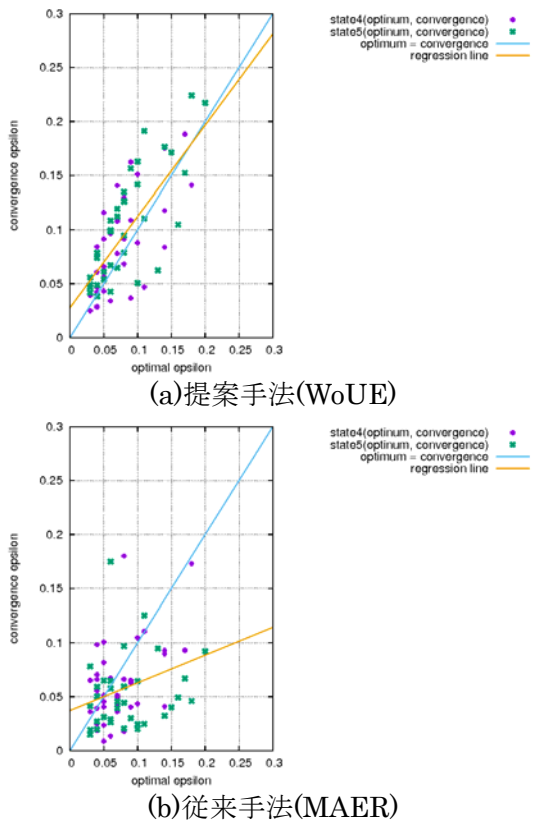 state4(optinum, convergence)
state5(optinum, convergence)
optimum = convergence
regression line
0.3
0.25
0.2
0.15
0.1
0.05
0
convergence epsilon
0 0.05 0.1 0.15 0.2 0.25 0.3
optimal epsilon
(a)提案手法(WoUE)
state4(optinum, convergence)
state5(optinum, convergence)
optimum = convergence
regression line
0.3
0.25
0.2
0.15
0.1
0.05
0
convergence epsilon
0 0.05 0.1 0.15 0.2 0.25 0.3
optimal epsilon
(b)従来手法(MAER)